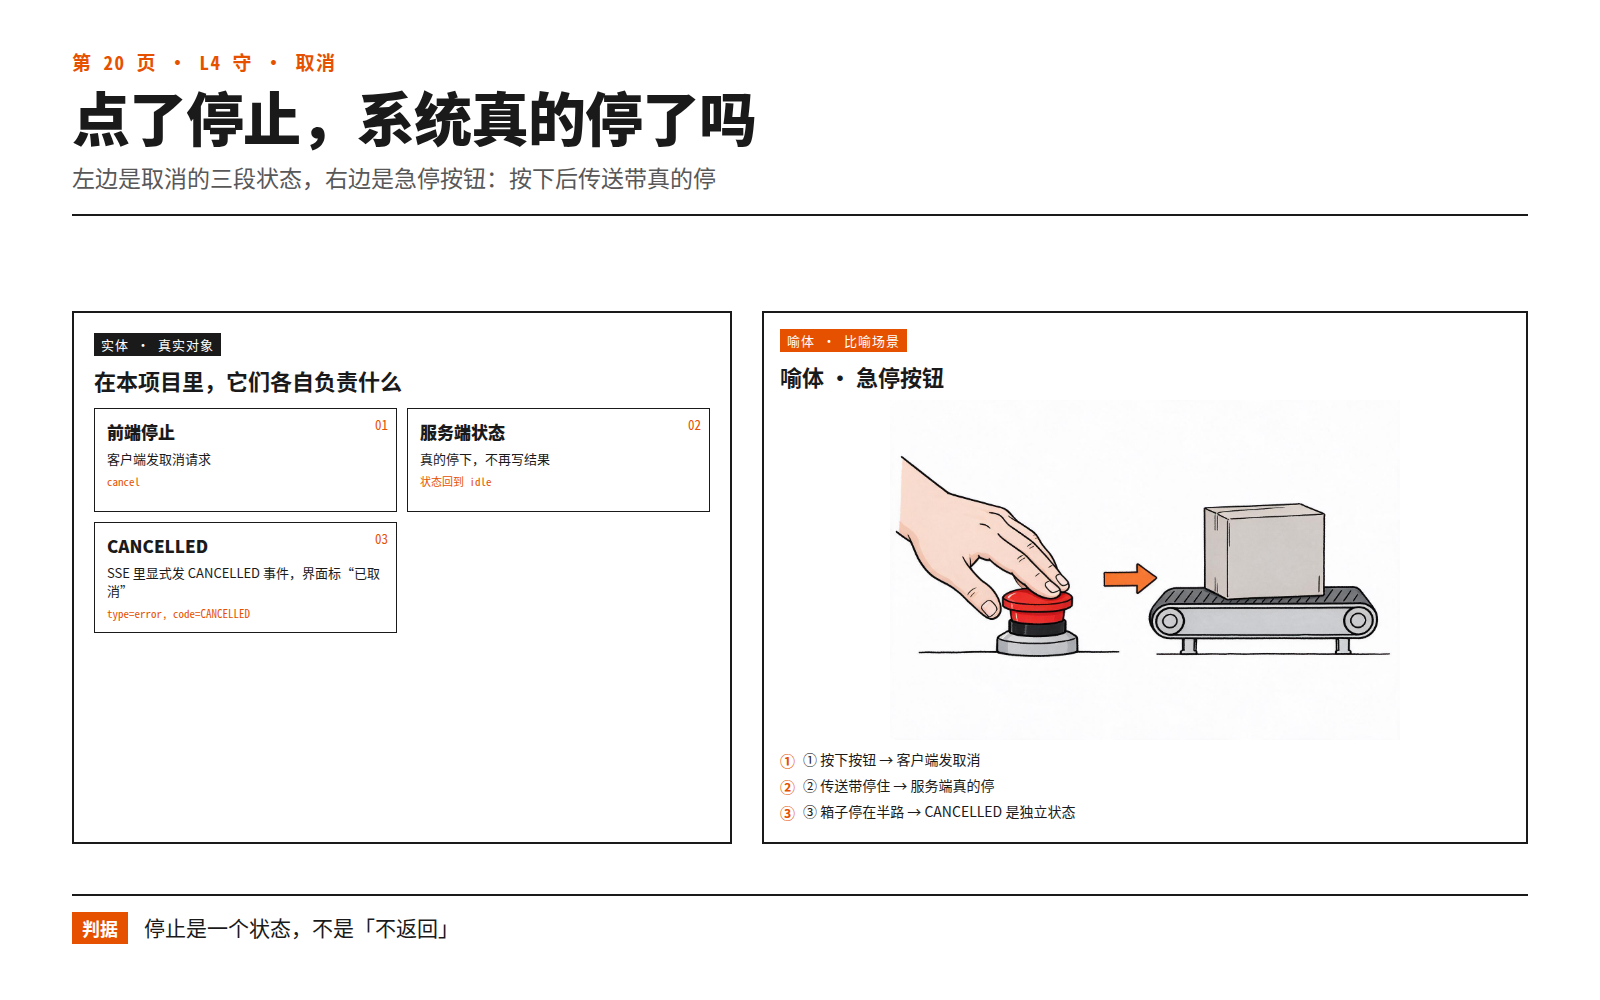 第 20 页 · L4 守 · 取消
点了停止，系统真的停了吗
左边是取消的三段状态，右边是急停按钮：按下后传送带真的停
实体 · 真实对象
在本项目里，它们各自负责什么
前端停止
01
客户端发取消请求
cancel
服务端状态
02
真的停下，不再写结果
状态回到 idle
CANCELLED
03
SSE 里显式发 CANCELLED 事件，界面标“已取
消”
type=error, code=CANCELLED
喻体 · 比喻场景
喻体 · 急停按钮
① ① 按下按钮 → 客户端发取消
② ② 传送带停住 → 服务端真的停
③ ③ 箱子停在半路 → CANCELLED 是独立状态
判据 停止是一个状态，不是「不返回」